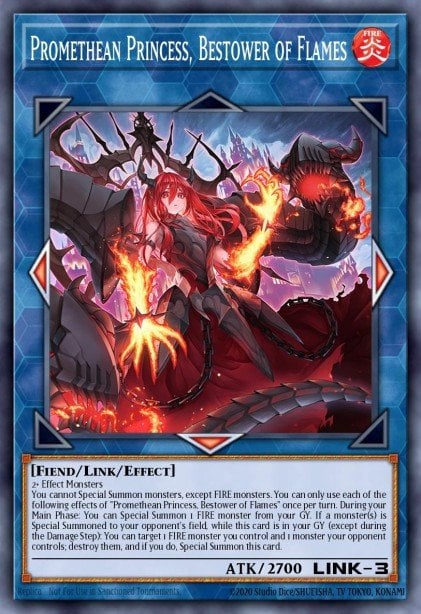 PROMETHEAN PRINCESS, BESTOWER OF FLAMES
FIRE
炎
[FIEND/LINK/EFFECT]
2+ Effect Monsters
You cannot Special Summon monsters, except FIRE monsters. You can only use each of the
following effects of "Promethean Princess, Bestower of Flames" once per turn. During your
Main Phase: You can Special Summon 1 FIRE monster from your GY. If a monster(s) is
Special Summoned to your opponent's field, while this card is in your GY (except during
the Damage Step): You can target 1 FIRE monster you control and 1 monster your opponent
controls; destroy them, and if you do, Special Summon this card.
ATK/2700 LINK-3
Replica - Not For Use in Sanctioned Tournaments
©2020 Studio Dice/SHUEISHA, TV TOKYO, KONAMI